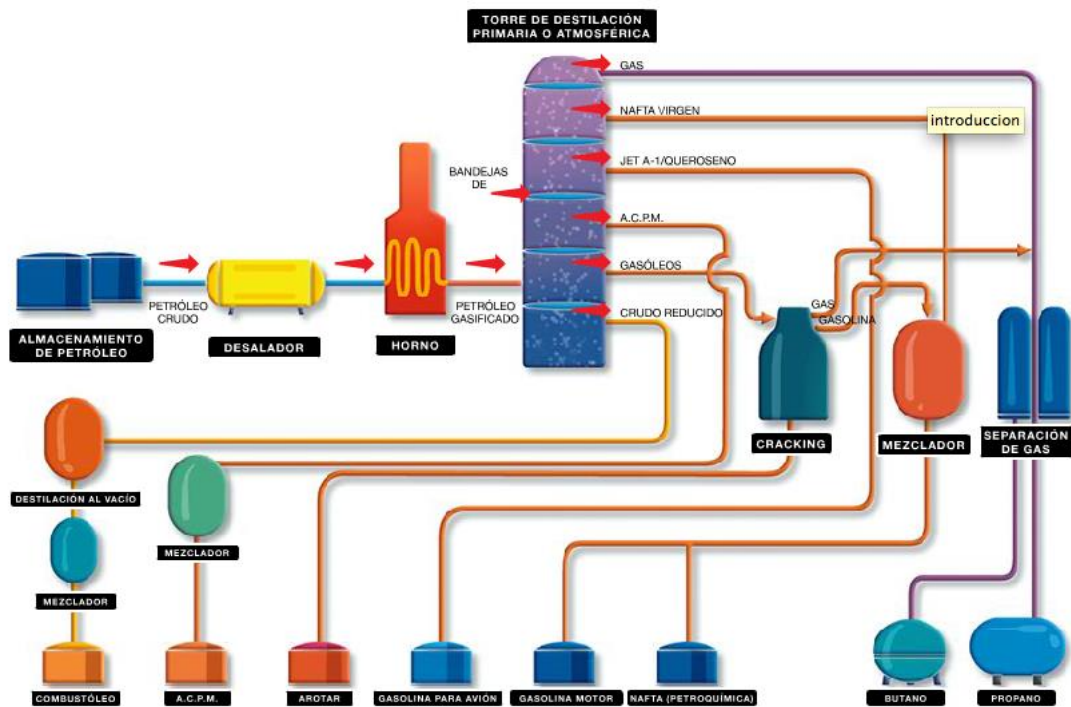 TORRE DE DESTILACIÓN
PRIMARIA O ATMOSFÉRICA
GAS
NAFTA VIRGEN
introduccion
JET A-1/QUEROSENO
BANDEJAS
DE
A.C.P.M.
GASÓLEOS
PETRÓLEO
CRUDO
PETRÓLEO
GASIFICADO
CRUDO REDUCIDO
GAS
GASOLINA
ALMACENAMIENTO
DE PETRÓLEO
DESALADOR
HORNO
CRACKING
MEZCLADOR
SEPARACIÓN
DE GAS
DESTILACIÓN AL VACÍO
MEZCLADOR
MEZCLADOR
COMBUSTÓLEO
A.C.P.M.
AROTAR
GASOLINA PARA AVIÓN
GASOLINA MOTOR
NAFTA (PETROQUÍMICA)
BUTANO
PROPANO